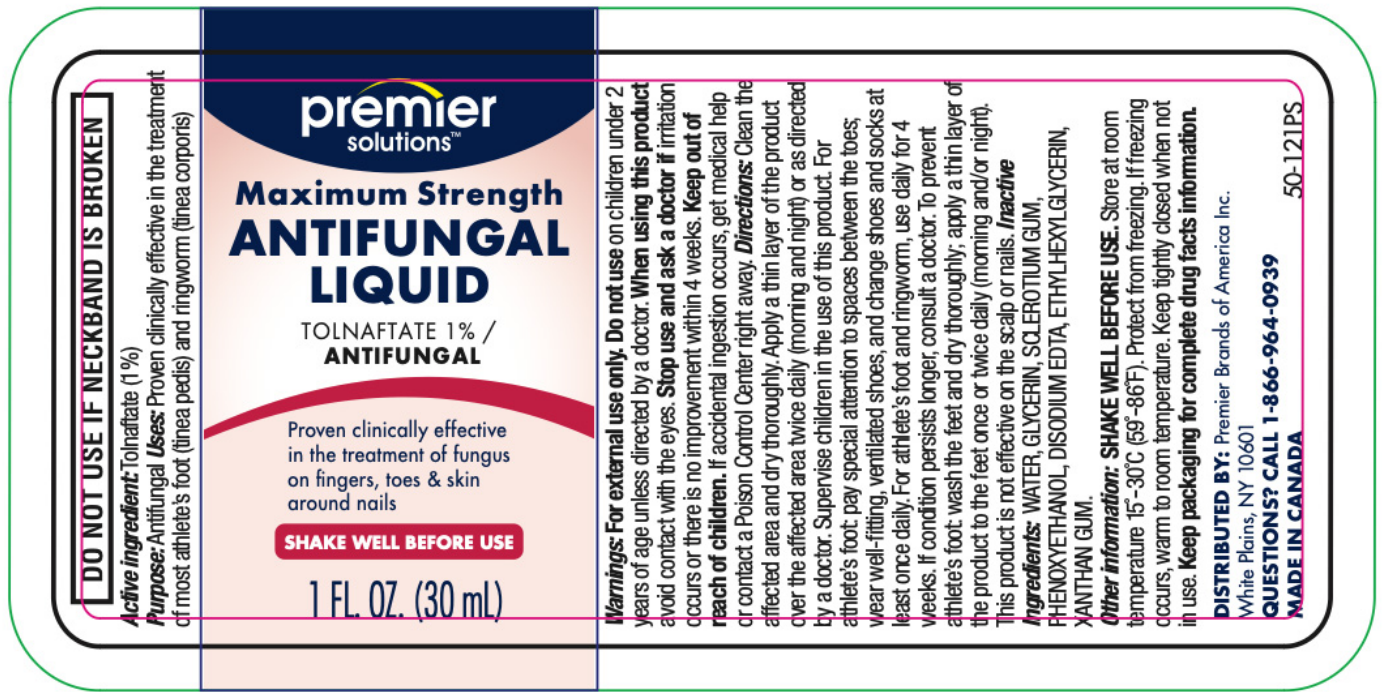 DO NOT USE IF NECKBAND IS BROKEN
Active ingredient: Tolnaftate (1%)
Purpose: Antifungal Uses: Proven clinically effective in the treatment
of most athlete's foot (tinea pedis) and ringworm (tinea corporis)
premier
solutions™
Maximum Strength
ANTIFUNGAL
LIQUID
TOLNAFTATE 1% /
ANTIFUNGAL
Proven clinically effective
in the treatment of fungus
on fingers, toes & skin
around nails
SHAKE WELL BEFORE USE
1 FL. OZ. (30 mL)
Warnings: For external use only. Do not use on children under 2
years of age unless directed by a doctor. When using this product
avoid contact with the eyes. Stop use and ask a doctor if irritation
occurs or there is no improvement within 4 weeks. Keep out of
reach of children. If accidental ingestion occurs, get medical help
or contact a Poison Control Center right away. Directions: Clean the
affected area and dry thoroughly. Apply a thin layer of the product
over the affected area twice daily (morning and night) or as directed
by a doctor. Supervise children in the use of this product. For
athlete's foot: pay special attention to spaces between the toes;
wear well-fitting, ventilated shoes, and change shoes and socks at
least once daily. For athlete's foot and ringworm, use daily for 4
weeks. If condition persists longer, consult a doctor. To prevent
athlete's foot: wash the feet and dry thoroughly; apply a thin layer of
the product to the feet once or twice daily (morning and/or night).
This product is not effective on the scalp or nails. Inactive
Ingredients: WATER, GLYCERIN, SCLEROTIUM GUM,
PHENOXYETHANOL, DISODIUM EDTA, ETHYLHEXYLGLYCERIN,
XANTHAN GUM.
Other information: SHAKE WELL BEFORE USE. Store at room
temperature 15˚-30˚C (59˚-86˚F). Protect from freezing. If freezing
occurs, warm to room temperature. Keep tightly closed when not
in use. Keep packaging for complete drug facts information.
DISTRIBUTED BY: Premier Brands of America Inc.
White Plains, NY 10601
QUESTIONS? CALL 1-866-964-0939
MADE IN CANADA
50-121PS